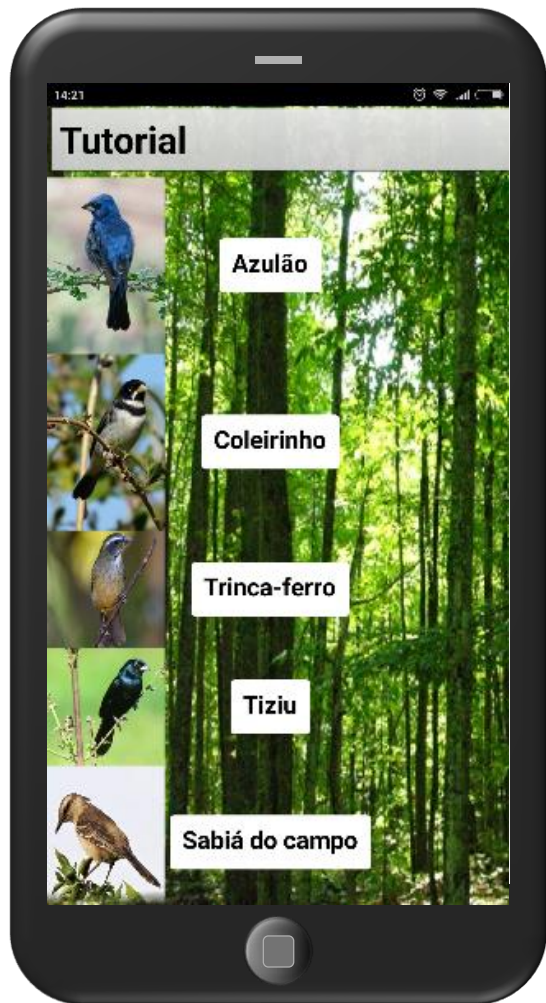 14:21
Tutorial
Azulão
Coleirinho
Trinca-ferro
Tiziu
Sabiá do campo